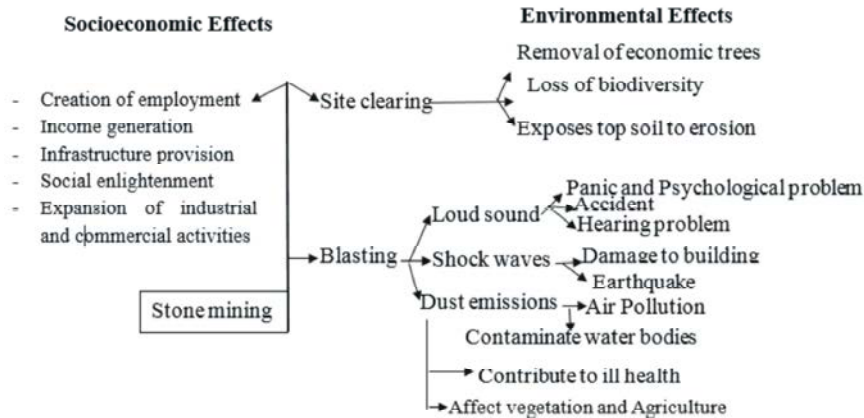 Socioeconomic Effects
Environmental Effects
- Creation of employment
- Income generation
- Infrastructure provision
- Social enlightenment
- Expansion of industrial
and commercial activities
Stone mining
Site clearing
Removal of economic trees
Loss of biodiversity
Exposes top soil to erosion
Blasting
Loud sound
Panic and Psychological problem
Accident
Hearing problem
Shock waves
Damage to building
Earthquake
Dust emissions
Air Pollution
Contaminate water bodies
Contribute to ill health
Affect vegetation and Agriculture